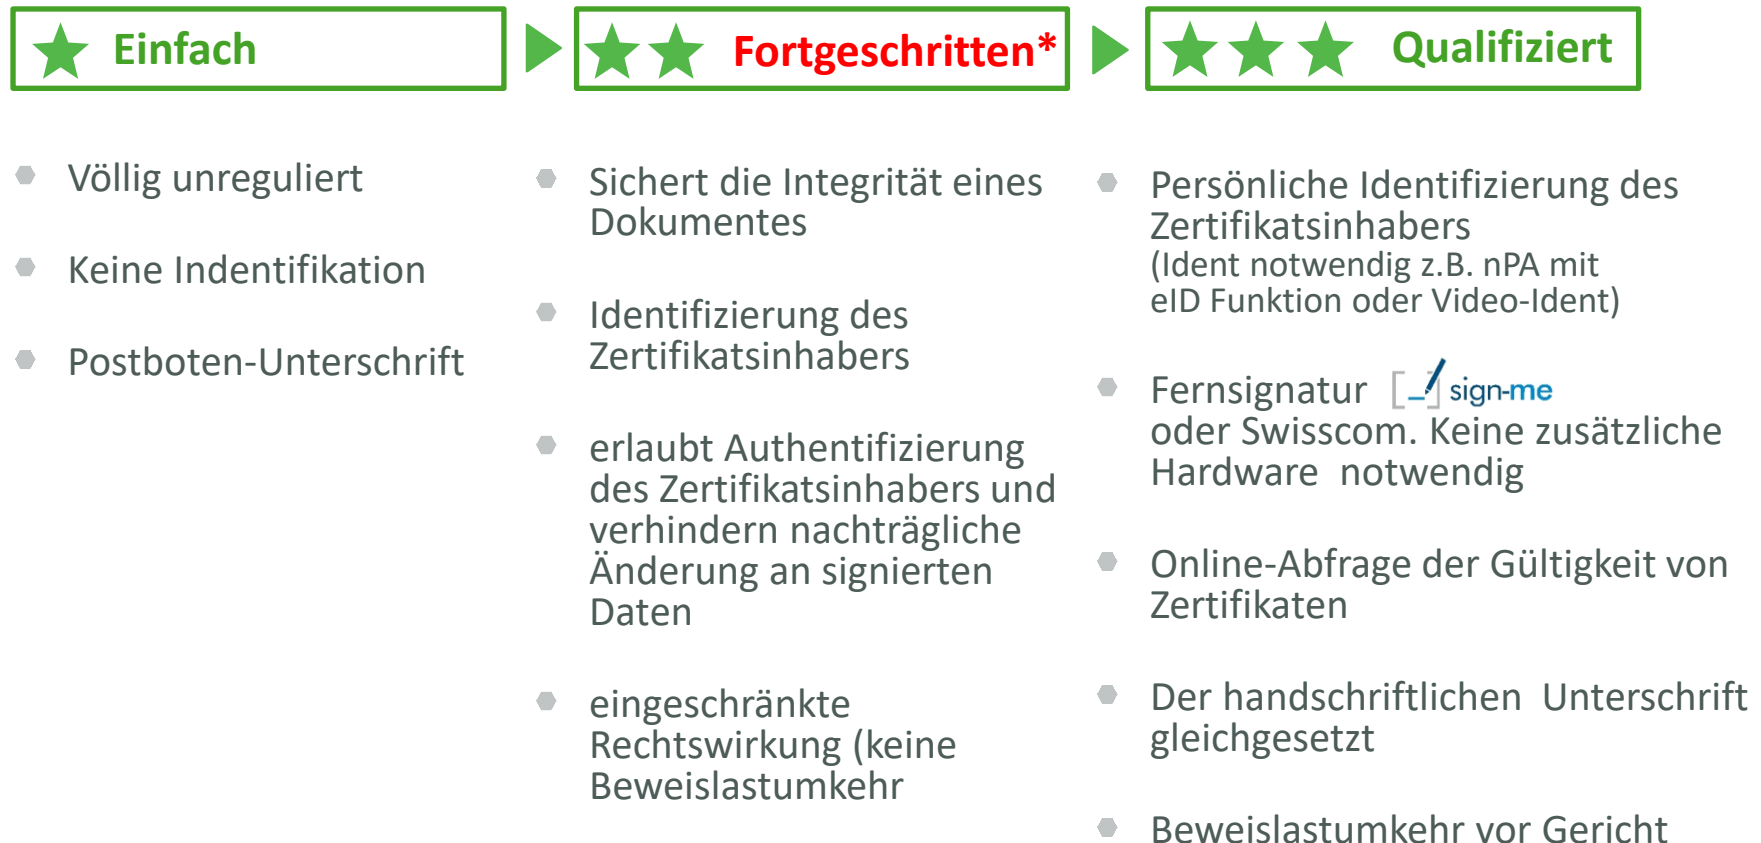 Einfach
Fortgeschritten*
Qualifiziert
Völlig unreguliert
Keine Indentifikation
Postboten-Unterschrift
Sichert die Integrität eines
Dokumentes
Identifizierung des
Zertifikatsinhabers
erlaubt Authentifizierung
des Zertifikatsinhabers und
verhindern nachträgliche
Änderung an signierten
Daten
eingeschränkte
Rechtswirkung (keine
Beweislastumkehr
Persönliche Identifizierung des
Zertifikatsinhabers
(Ident notwendig z.B. nPA mit
eID Funktion oder Video-Ident)
Fernsignatur sign-me
oder Swisscom. Keine zusätzliche
Hardware notwendig
Online-Abfrage der Gültigkeit von
Zertifikaten
Der handschriftlichen Unterschrift
gleichgesetzt
Beweislastumkehr vor Gericht